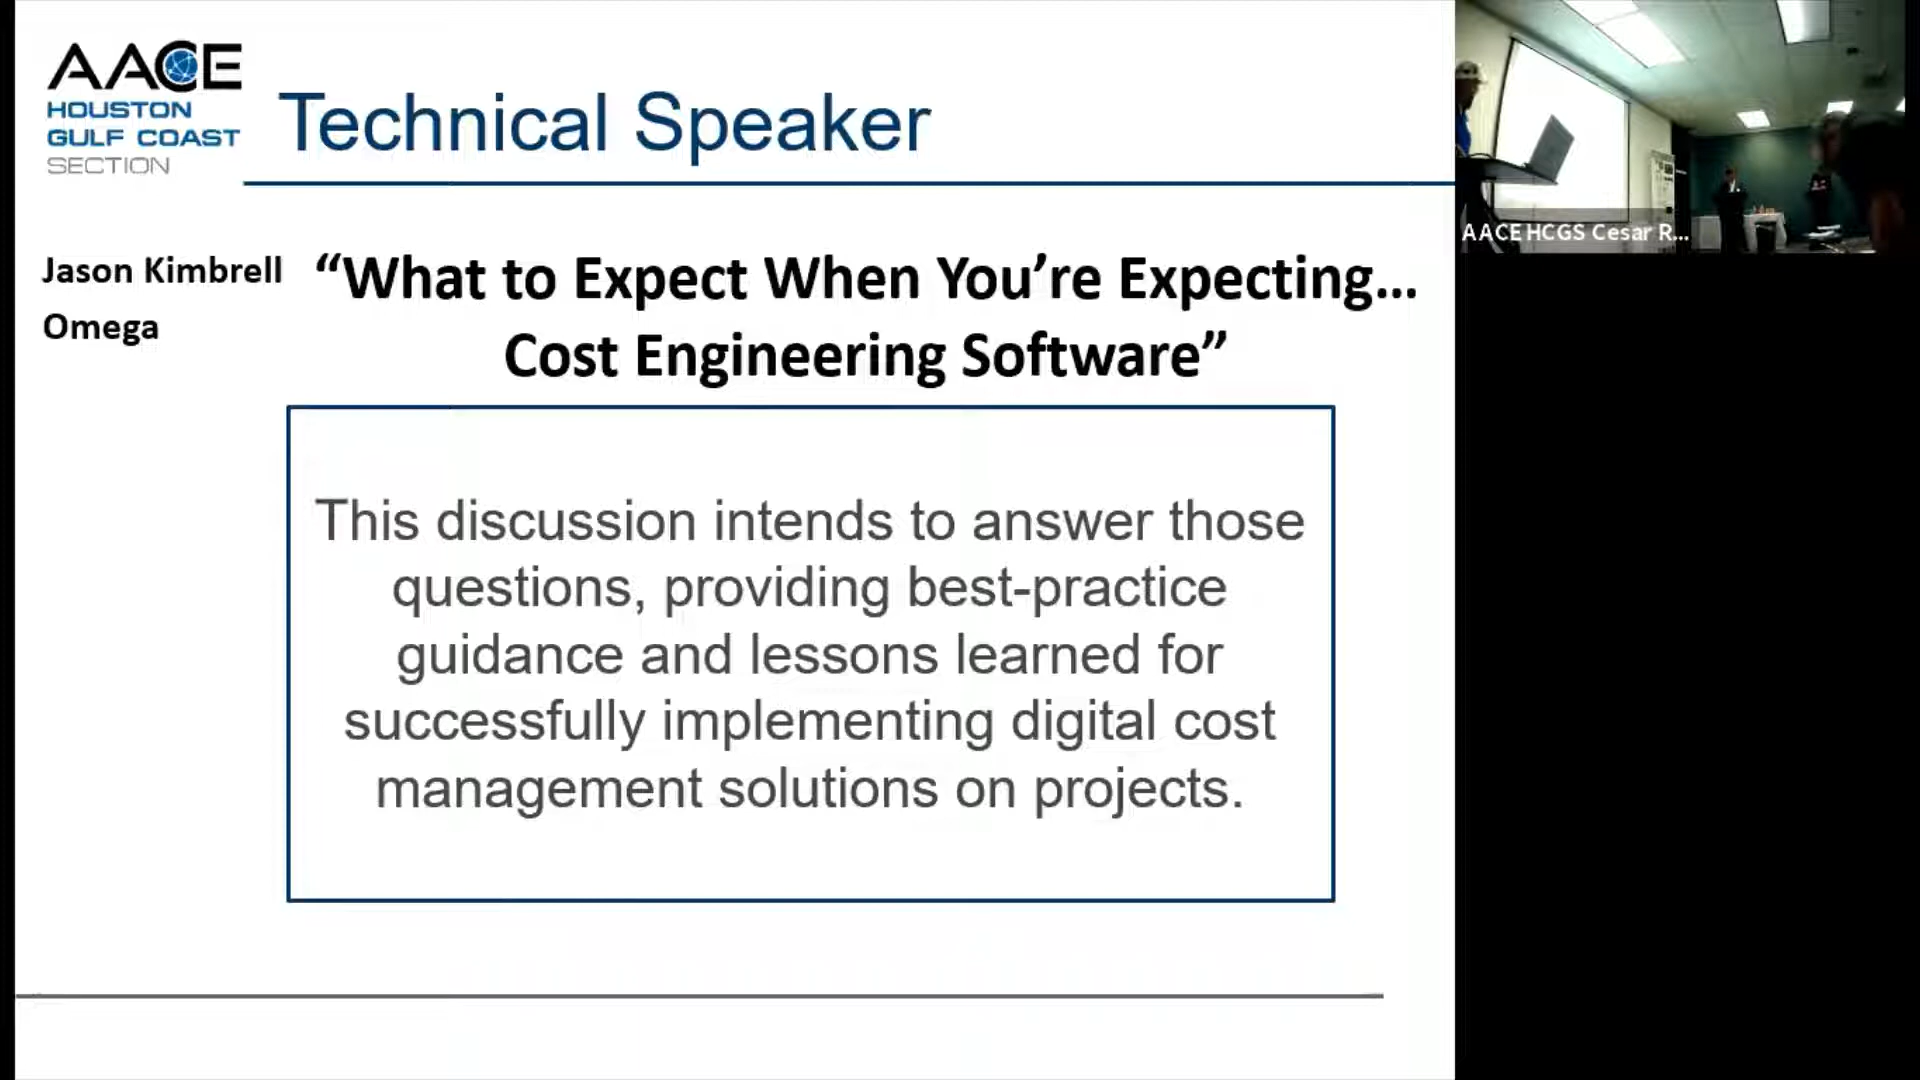 AACE
HOUSTON
GULF COAST
SECTION
Technical Speaker
Jason Kimbrell
Omega
“What to Expect When You’re Expecting...
Cost Engineering Software”
This discussion intends to answer those
questions, providing best-practice
guidance and lessons learned for
successfully implementing digital cost
management solutions on projects.
AACE HCGS Cesar R...